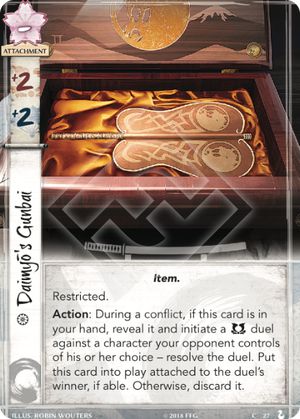 ATTACHMENT
+2
+2
Daimyō's Gunbai
Item.
Restricted.
Action: During a conflict, if this card is in
your hand, reveal it and initiate a duel
against a character your opponent controls
of his or her choice – resolve the duel. Put
this card into play attached to the duel's
winner, if able. Otherwise, discard it.
ILLUS. ROBIN WOUTERS © 2018 FFG C 27